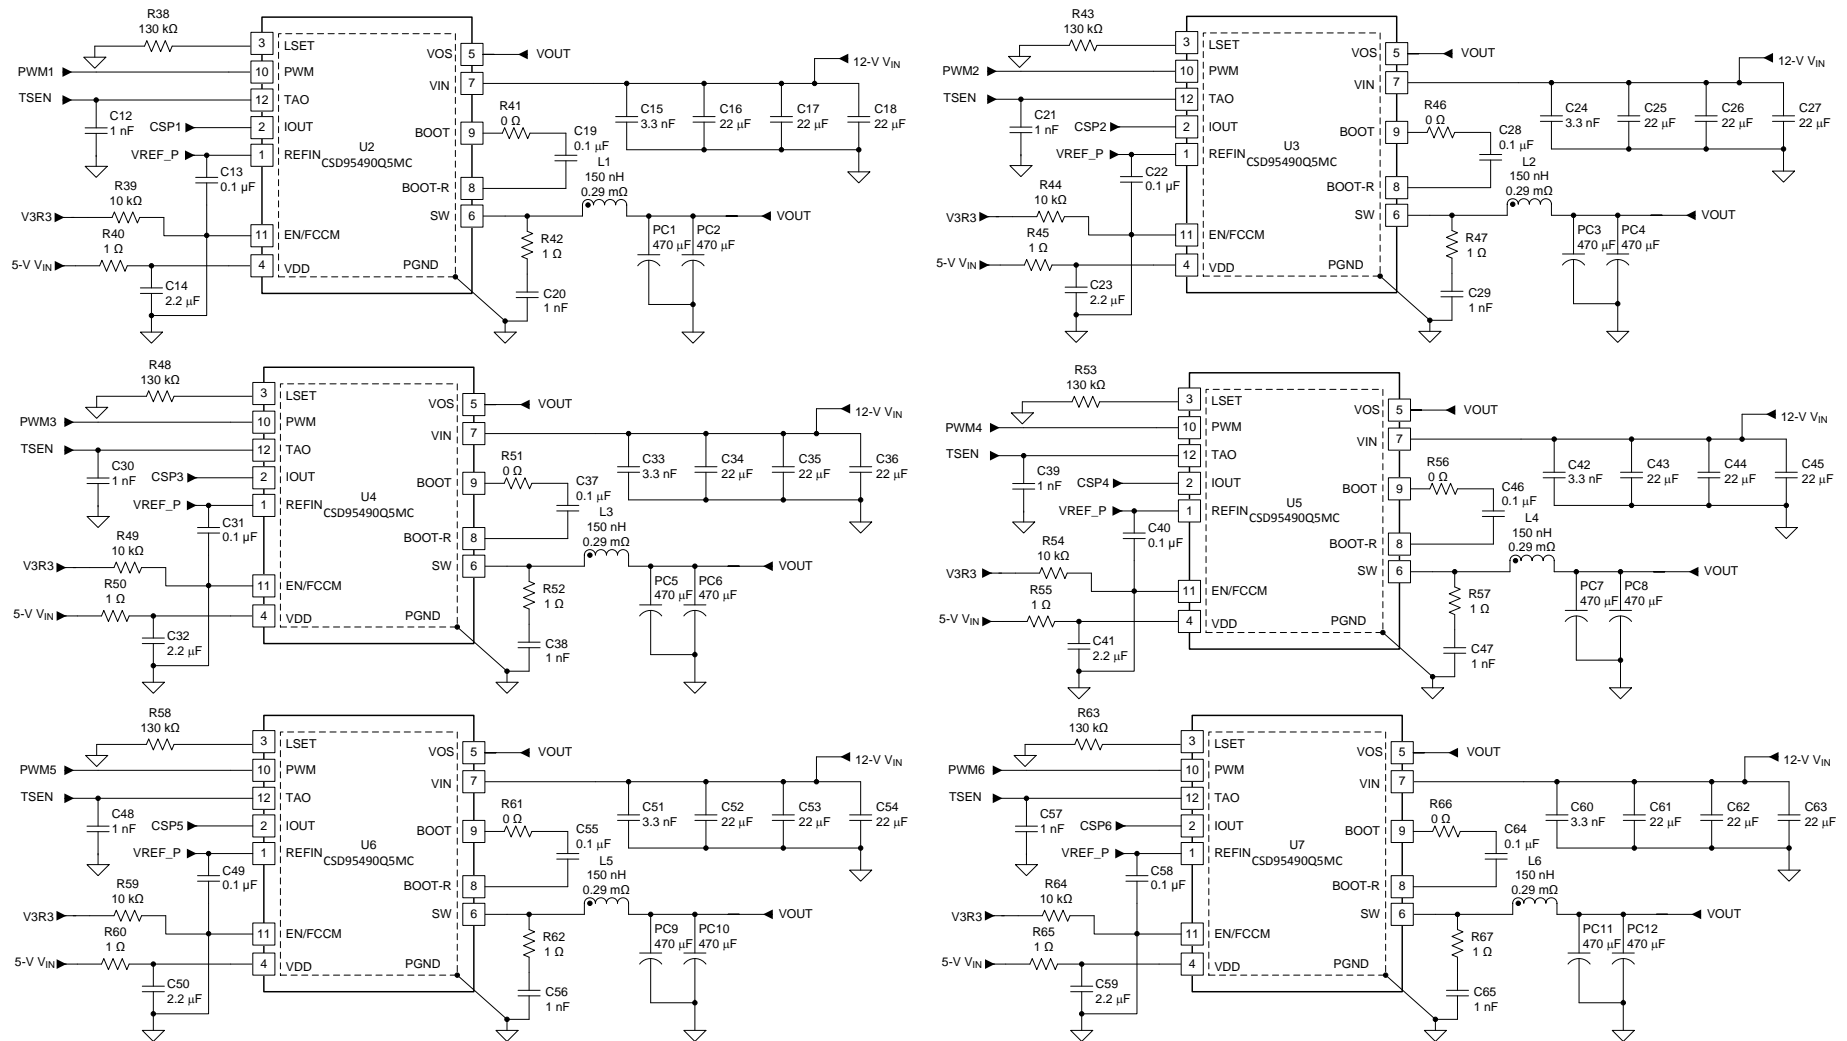 R38
130 kΩ
3
LSET
5
VOS
VOUT
PWM1
10
PWM
12-V VIN
7
VIN
TSEN
12
TAO
C12
1 nF
CSP1
2
IOUT
R41
0 Ω
9
BOOT
C15
3.3 nF
C16
22 µF
C17
22 µF
C18
22 µF
C19
0.1 µF
VREF_P
1
REFIN
U2
CSD95490Q5MC
C13
0.1 µF
8
BOOT-R
L1
150 nH
0.29 mΩ
R39
10 kΩ
V3R3
6
SW
VOUT
11
EN/FCCM
R40
1 Ω
R42
1 Ω
PC1
470 µF
PC2
470 µF
5-V VIN
4
VDD
PGND
C14
2.2 µF
C20
1 nF
R43
130 kΩ
3
LSET
5
VOS
VOUT
PWM2
10
PWM
12-V VIN
7
VIN
TSEN
12
TAO
C21
1 nF
CSP2
2
IOUT
R46
0 Ω
9
BOOT
C24
3.3 nF
C25
22 µF
C26
22 µF
C27
22 µF
C28
0.1 µF
VREF_P
1
REFIN
U3
CSD95490Q5MC
C22
0.1 µF
8
BOOT-R
L2
150 nH
0.29 mΩ
R44
10 kΩ
V3R3
6
SW
VOUT
11
EN/FCCM
R45
1 Ω
R47
1 Ω
PC3
470 µF
PC4
470 µF
5-V VIN
4
VDD
PGND
C23
2.2 µF
C29
1 nF
R48
130 kΩ
3
LSET
5
VOS
VOUT
PWM3
10
PWM
12-V VIN
7
VIN
TSEN
12
TAO
C30
1 nF
CSP3
2
IOUT
R51
0 Ω
9
BOOT
C33
3.3 nF
C34
22 µF
C35
22 µF
C36
22 µF
C37
0.1 µF
VREF_P
1
REFIN
U4
CSD95490Q5MC
C31
0.1 µF
8
BOOT-R
L3
150 nH
0.29 mΩ
R49
10 kΩ
V3R3
6
SW
VOUT
11
EN/FCCM
R50
1 Ω
R52
1 Ω
PC5
470 µF
PC6
470 µF
5-V VIN
4
VDD
PGND
C32
2.2 µF
C38
1 nF
R53
130 kΩ
3
LSET
5
VOS
VOUT
PWM4
10
PWM
12-V VIN
7
VIN
TSEN
12
TAO
C39
1 nF
CSP4
2
IOUT
R56
0 Ω
9
BOOT
C42
3.3 nF
C43
22 µF
C44
22 µF
C45
22 µF
C46
0.1 µF
VREF_P
1
REFIN
U5
CSD95490Q5MC
C40
0.1 µF
8
BOOT-R
L4
150 nH
0.29 mΩ
R54
10 kΩ
V3R3
6
SW
VOUT
11
EN/FCCM
R55
1 Ω
R57
1 Ω
PC7
470 µF
PC8
470 µF
5-V VIN
4
VDD
PGND
C41
2.2 µF
C47
1 nF
R58
130 kΩ
3
LSET
5
VOS
VOUT
PWM5
10
PWM
12-V VIN
7
VIN
TSEN
12
TAO
C48
1 nF
CSP5
2
IOUT
R61
0 Ω
9
BOOT
C51
3.3 nF
C52
22 µF
C53
22 µF
C54
22 µF
C55
0.1 µF
VREF_P
1
REFIN
U6
CSD95490Q5MC
C49
0.1 µF
8
BOOT-R
L5
150 nH
0.29 mΩ
R59
10 kΩ
V3R3
6
SW
VOUT
11
EN/FCCM
R60
1 Ω
R62
1 Ω
PC9
470 µF
PC10
470 µF
5-V VIN
4
VDD
PGND
C50
2.2 µF
C56
1 nF
R63
130 kΩ
3
LSET
5
VOS
VOUT
PWM6
10
PWM
12-V VIN
7
VIN
TSEN
12
TAO
C57
1 nF
CSP6
2
IOUT
R66
0 Ω
9
BOOT
C60
3.3 nF
C61
22 µF
C62
22 µF
C63
22 µF
C64
0.1 µF
VREF_P
1
REFIN
U7
CSD95490Q5MC
C58
0.1 µF
8
BOOT-R
L6
150 nH
0.29 mΩ
R64
10 kΩ
V3R3
6
SW
VOUT
11
EN/FCCM
R65
1 Ω
R67
1 Ω
PC11
470 µF
PC12
470 µF
5-V VIN
4
VDD
PGND
C59
2.2 µF
C65
1 nF